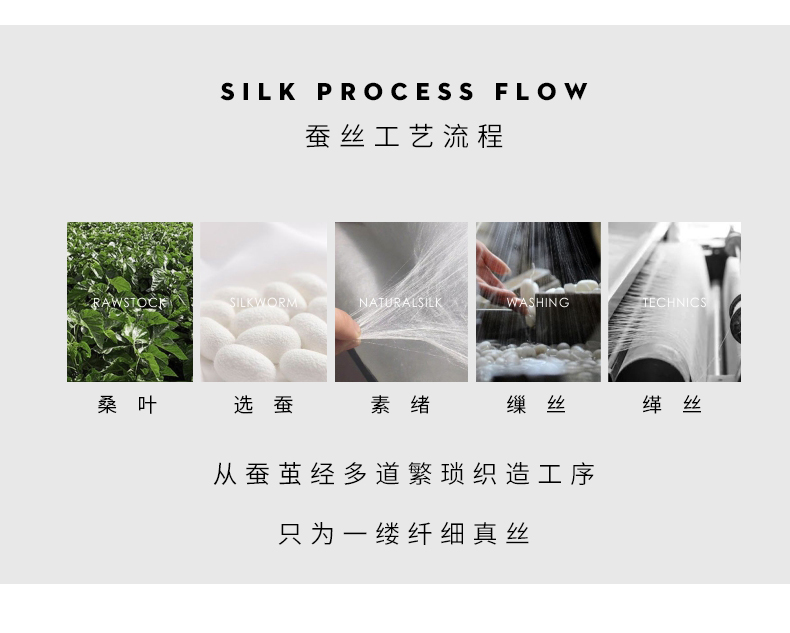 SILK PROCESS FLOW
蚕丝工艺流程
RAWSTOCK SILKWORM NATURALSILK WASHING TECHNICS
桑叶 选蚕 素绪 缫丝 缂丝
从蚕茧经多道繁琐织造工序
只为一缕纤细真丝